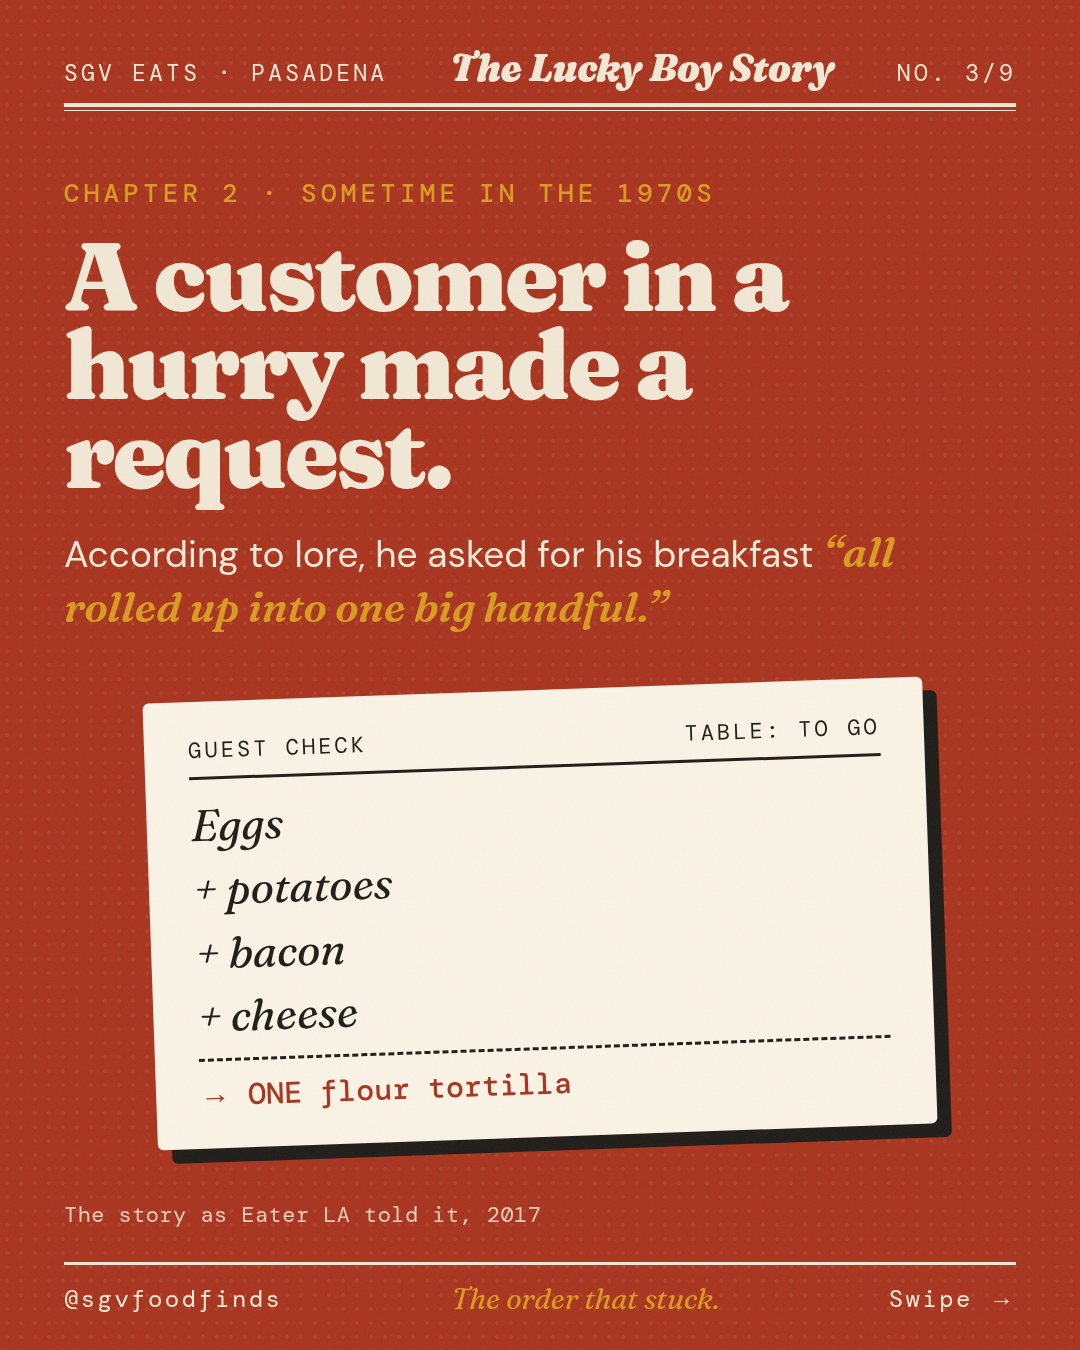 SGV EATS · PASADENA
The Lucky Boy Story
NO. 3/9
CHAPTER 2 · SOMETIME IN THE 1970S
A customer in a
hurry made a
request.
According to lore, he asked for his breakfast “all
rolled up into one big handful.”
GUEST CHECK
TABLE: TO GO
Eggs
+ potatoes
+ bacon
+ cheese
→ ONE flour tortilla
The story as Eater LA told it, 2017
@sgvfoodfinds
The order that stuck.
Swipe →